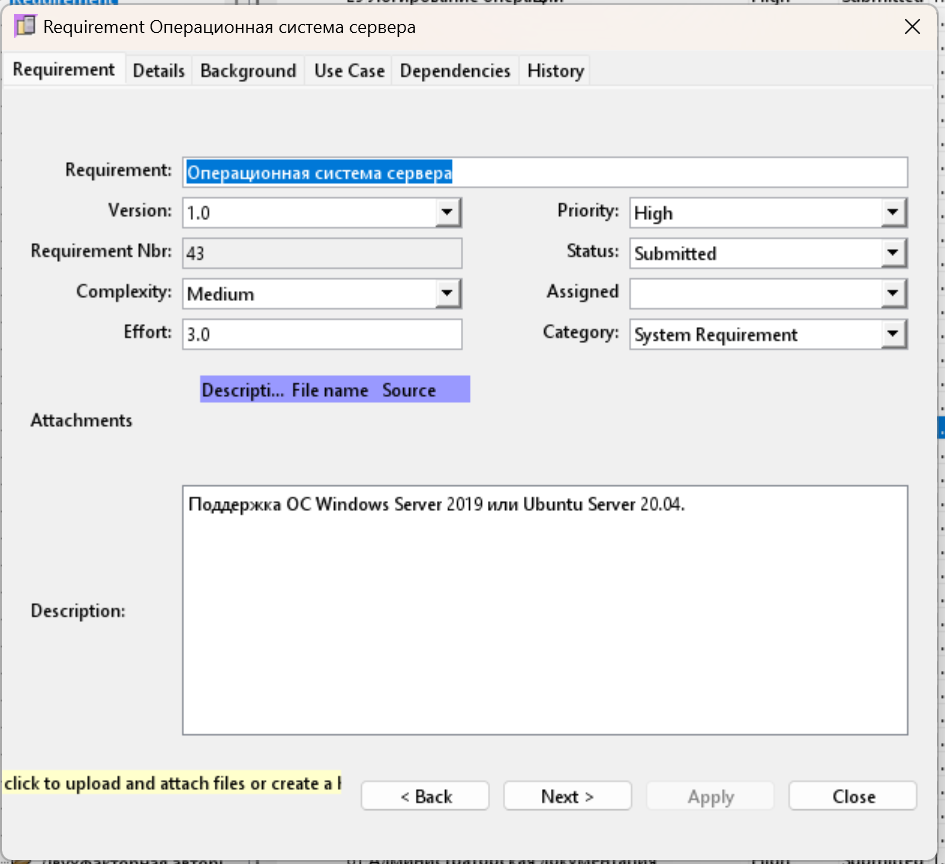 Requirement Операционная система сервера
Requirement Details Background Use Case Dependencies History
Requirement: Операционная система сервера
Version: 1.0 Priority: High
Requirement Nbr: 43 Status: Submitted
Complexity: Medium Assigned
Effort: 3.0 Category: System Requirement
Descripti... File name Source
Attachments
Поддержка ОС Windows Server 2019 или Ubuntu Server 20.04.
Description:
click to upload and attach files or create a
< Back Next > Apply Close